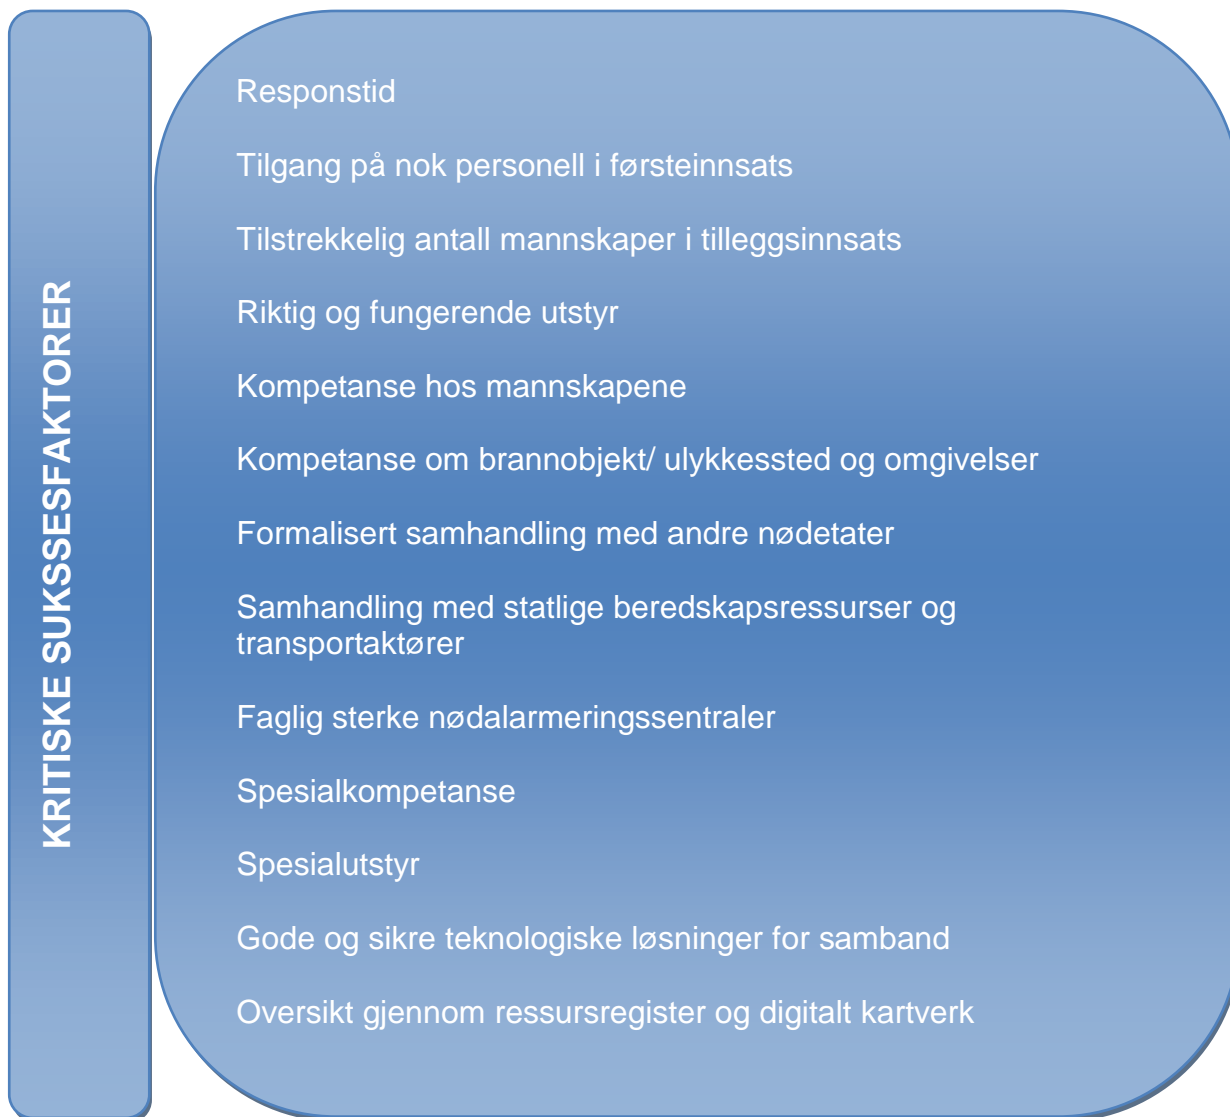 KRITISKE SUKSSESFAKTORER
Responstid
Tilgang på nok personell i førsteinnsats
Tilstrekkelig antall mannskaper i tilleggsinnsats
Riktig og fungerende utstyr
Kompetanse hos mannskapene
Kompetanse om brannobjekt/ ulykkessted og omgivelser
Formalisert samhandling med andre nødetater
Samhandling med statlige beredskapsressurser og
transportaktører
Faglig sterke nødalarmeringssentraler
Spesialkompetanse
Spesialutstyr
Gode og sikre teknologiske løsninger for samband
Oversikt gjennom ressursregister og digitalt kartverk